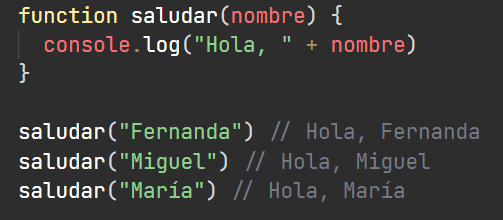 function saludar(nombre) {
  console.log("Hola, " + nombre)
}
saludar("Fernanda") // Hola, Fernanda
saludar("Miguel") // Hola, Miguel
saludar("María") // Hola, María